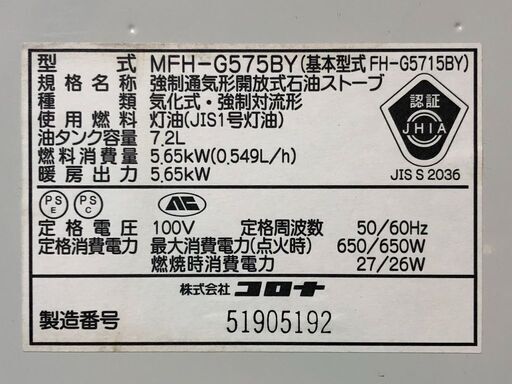 型 式 MFH-G575BY(基本型式FH-G5715BY)
規格名称 強制通気形開放式石油ストーブ
種 類 気化式・強制対流形
使用燃料 灯油(JIS1号灯油)
油タンク容量 7.2L
燃料消費量 5.65kW(0.549L/h)
暖房出力 5.65kW
認証
JHIA
JIS S 2036
PS E PS C
定格電圧 100V 定格周波数 50/60Hz
定格消費電力 最大消費電力(点火時) 650/650W
燃焼時消費電力 27/26W
株式会社 コロナ
製造番号 51905192